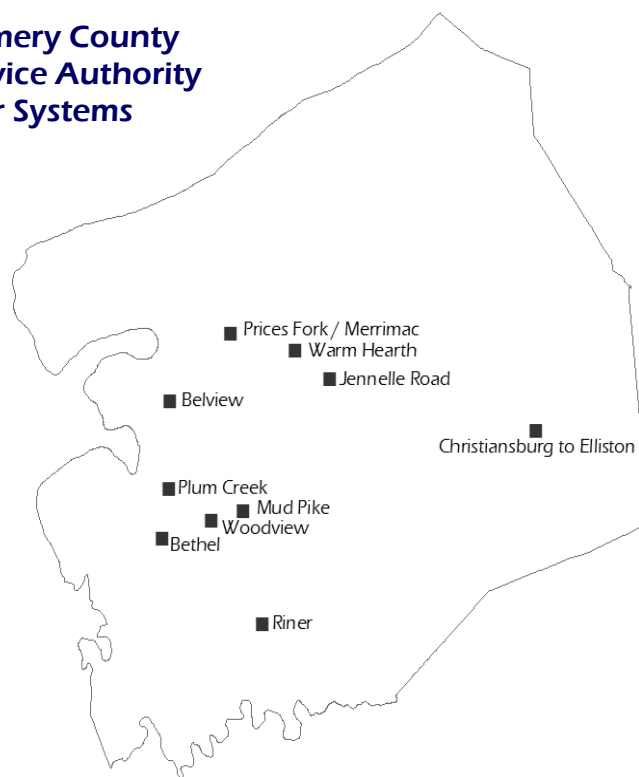 mery County
vice Authority
r Systems
Prices Fork / Merrimac
Warm Hearth
Jennelle Road
Belview
Christiansburg to Elliston
Plum Creek
Mud Pike
Woodview
Bethel
Riner